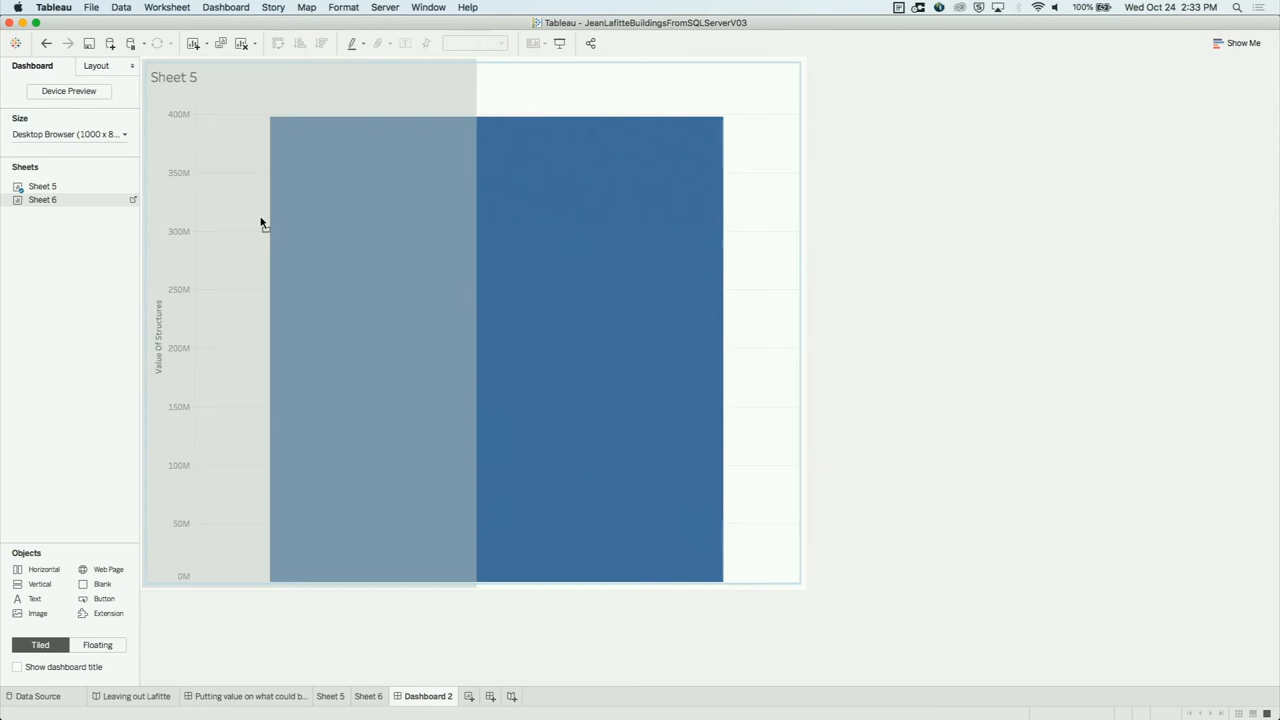 Tableau File Data Worksheet Dashboard Story Map Format Server Window Help 100% Wed Oct 24 2:33 PM
Tableau - JeanLafitteBuildingsFromSQLServerV03
Show Me
Dashboard Layout
Device Preview
Size
Desktop Browser (1000 x 8...
Sheets
Sheet 5
Sheet 6
Sheet 5
400M
350M
300M
250M
200M
150M
100M
50M
0M
Value Of Structures
Objects
Horizontal Web Page
Vertical Blank
Text Button
Image Extension
Tiled Floating
Show dashboard title
Data Source Leaving out Lafitte Putting value on what could b... Sheet 5 Sheet 6 Dashboard 2